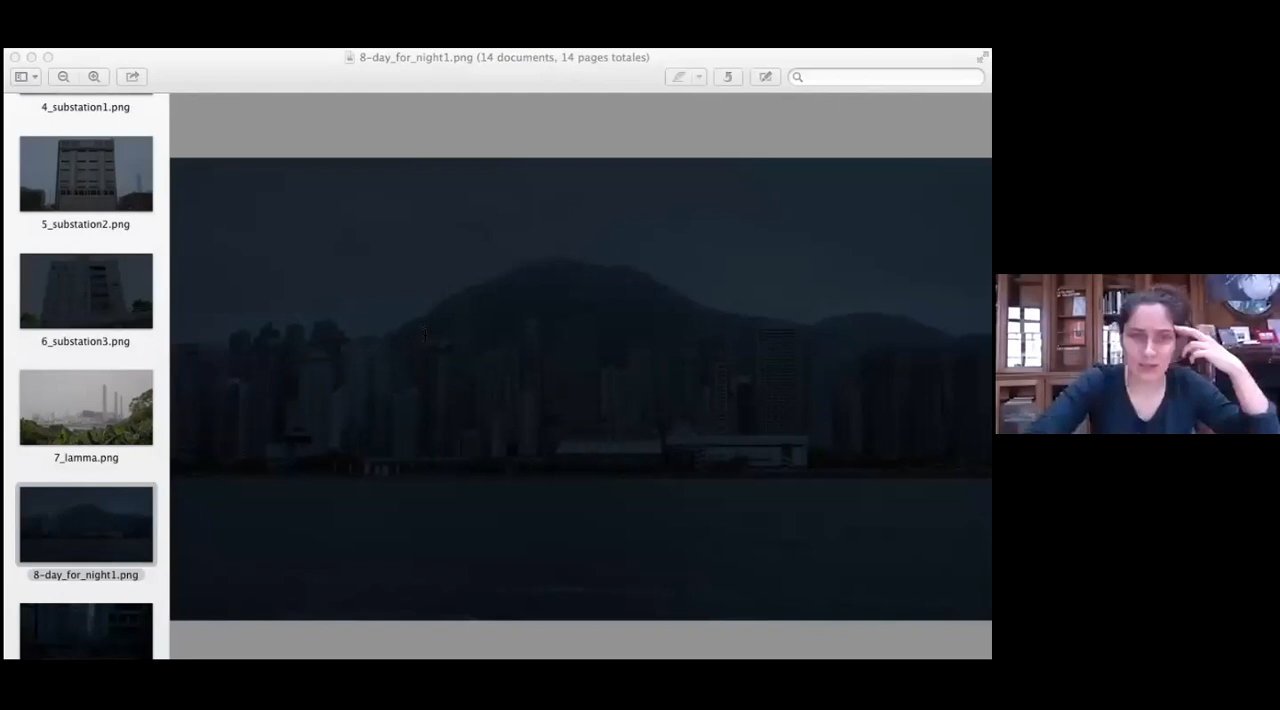 8-day_for_night1.png (14 documents, 14 pages totales)
4_substation1.png
5_substation2.png
6_substation3.png
7_lamma.png
8-day_for_night1.png